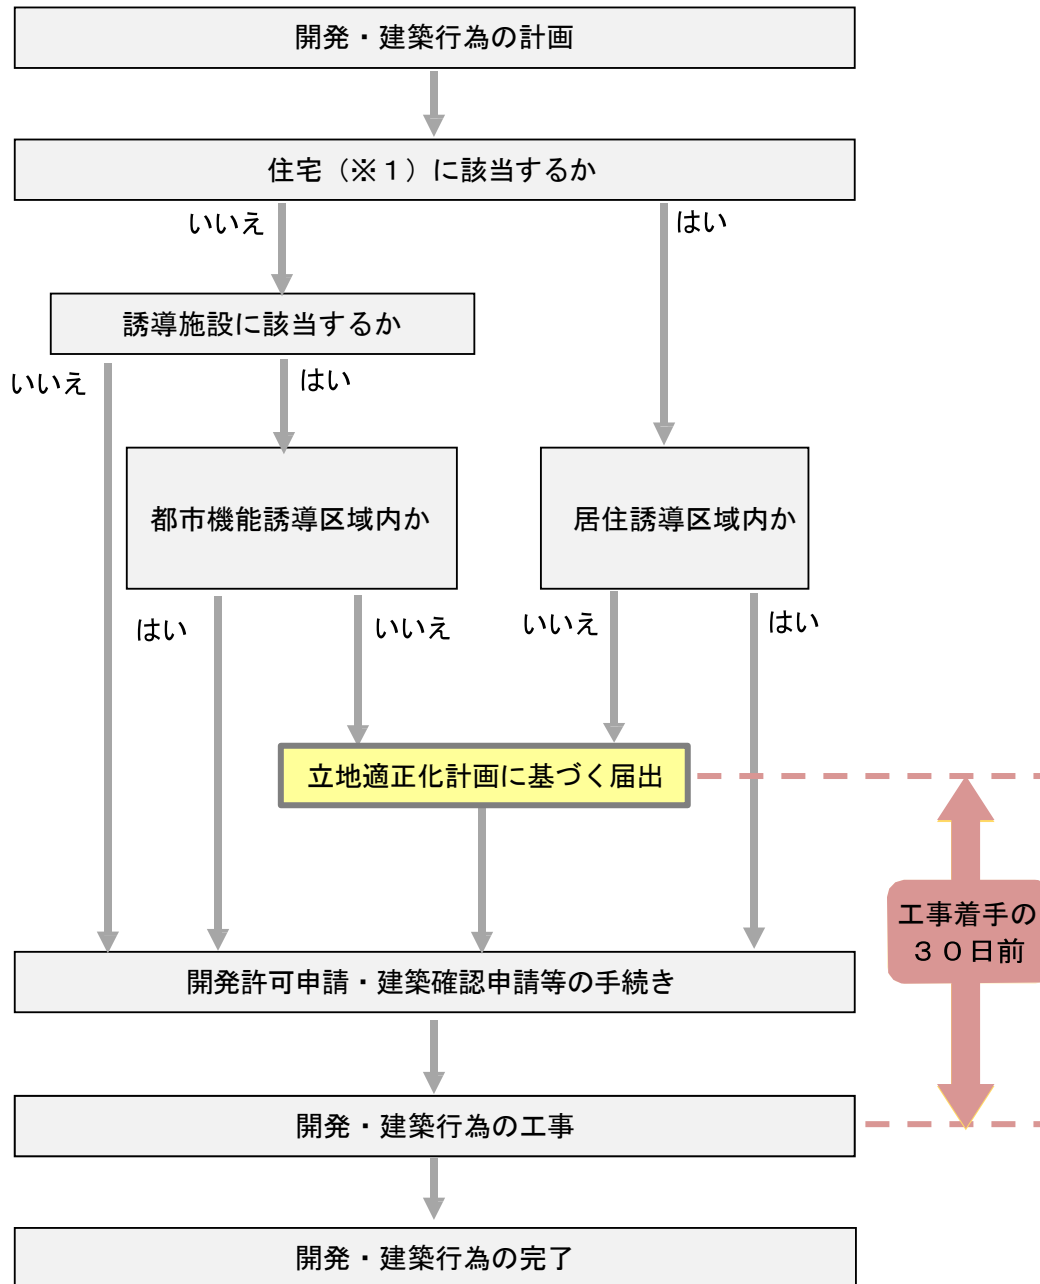 開発・建築行為の計画
住宅（※１）に該当するか
いいえ
はい
誘導施設に該当するか
いいえ
はい
都市機能誘導区域内か
居住誘導区域内か
はい
いいえ
いいえ
はい
立地適正化計画に基づく届出
工事着手の
３０日前
開発許可申請・建築確認申請等の手続き
開発・建築行為の工事
開発・建築行為の完了